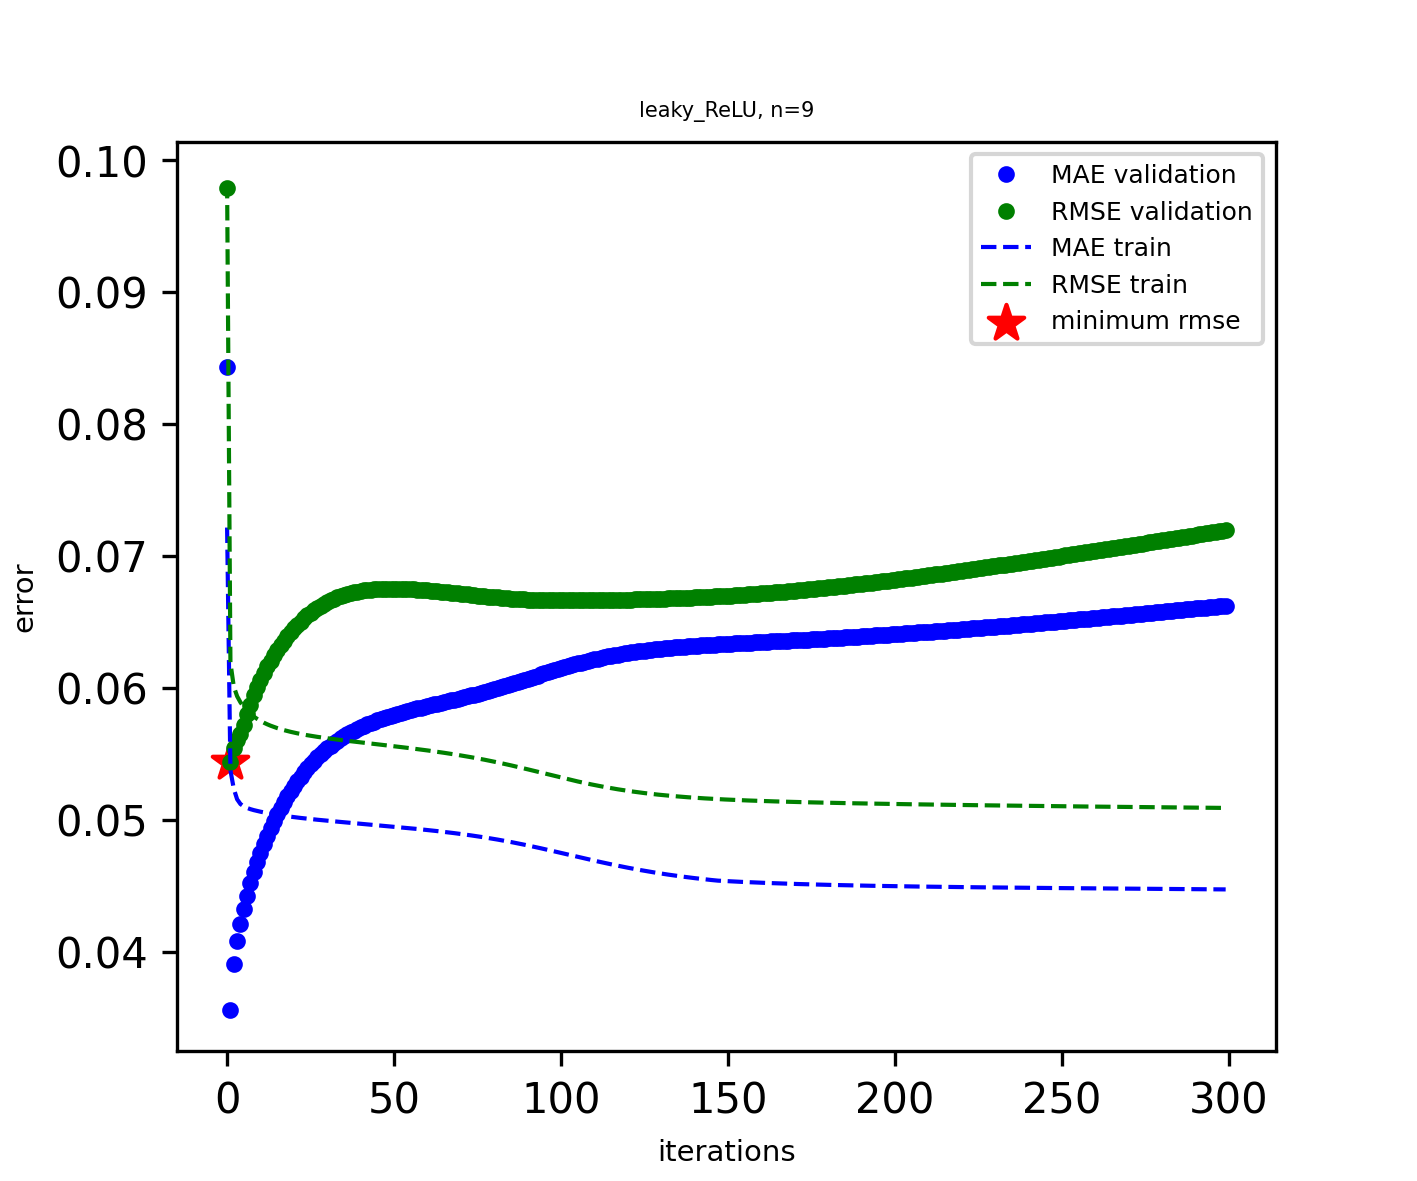 leaky_ReLU, n=9
0.10
0.09
0.08
0.07
0.06
0.05
0.04
error
MAE validation
RMSE validation
MAE train
RMSE train
minimum rmse
0 50 100 150 200 250 300
iterations